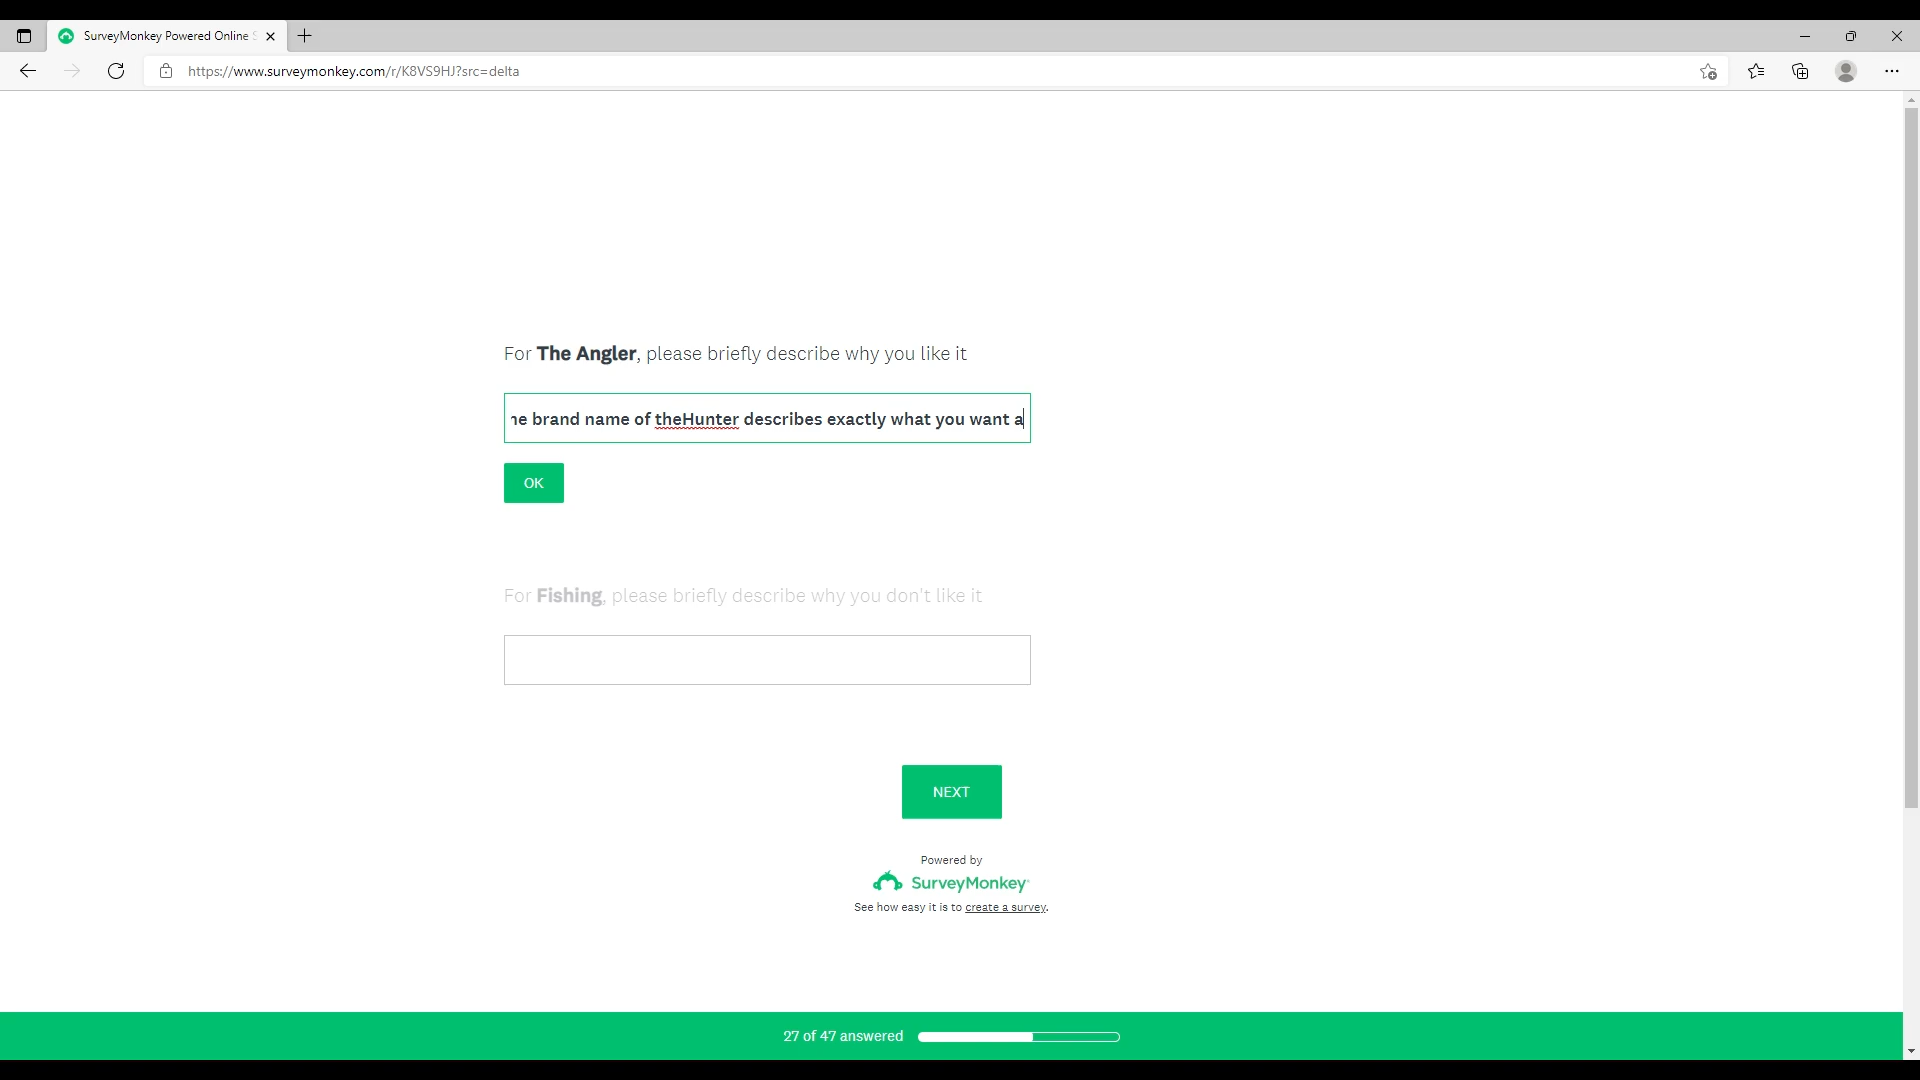 SurveyMonkey Powered Online S
https://www.surveymonkey.com/r/K8VS9HJ?src=delta
For The Angler, please briefly describe why you like it
brand name of theHunter describes exactly what you want a
OK
For Fishing, please briefly describe why you don't like it
NEXT
Powered by
SurveyMonkey
See how easy it is to create a survey.
27 of 47 answered